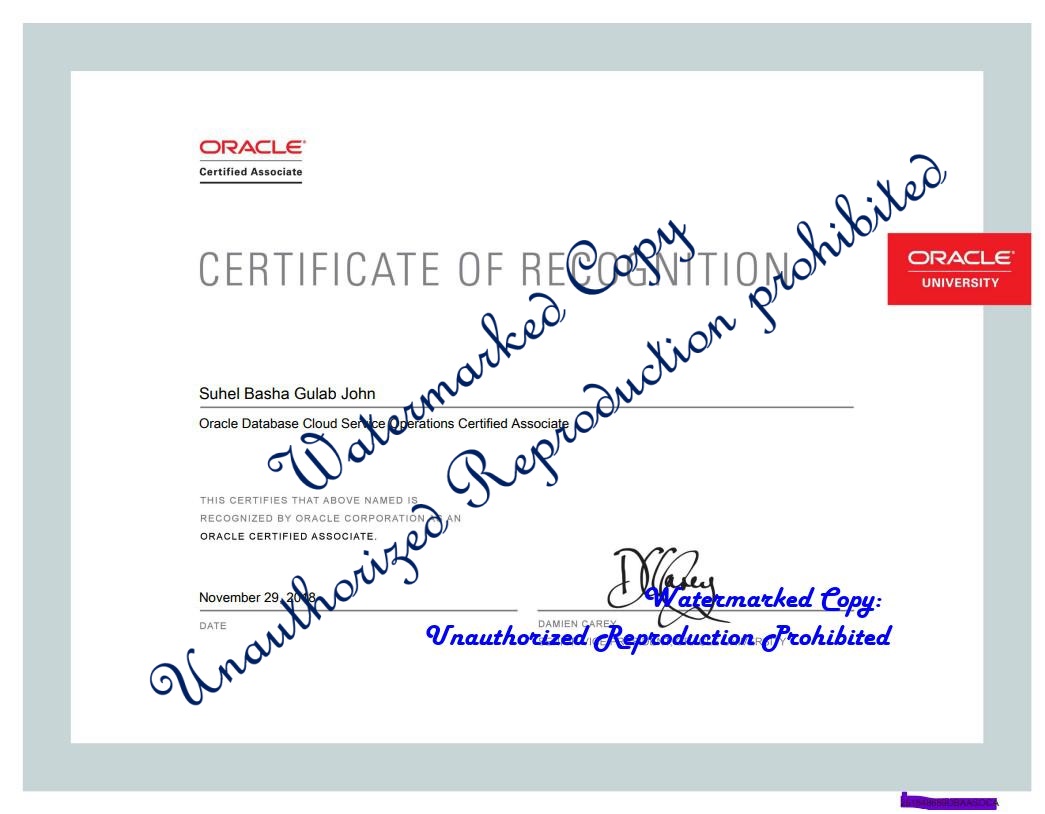 ORACLE®
Certified Associate
CERTIFICATE OF RECOGNITION
ORACLE®
UNIVERSITY
Watermarked Copy
Unauthorized Reproduction prohibited
Suhel Basha Gulab John
Oracle Database Cloud Service Operations Certified Associate
THIS CERTIFIES THAT ABOVE NAMED IS
RECOGNIZED BY ORACLE CORPORATION AS AN
ORACLE CERTIFIED ASSOCIATE.
November 29, 2018
DATE
DAMIEN CAREY
Watermarked Copy:
Unauthorized Reproduction Prohibited